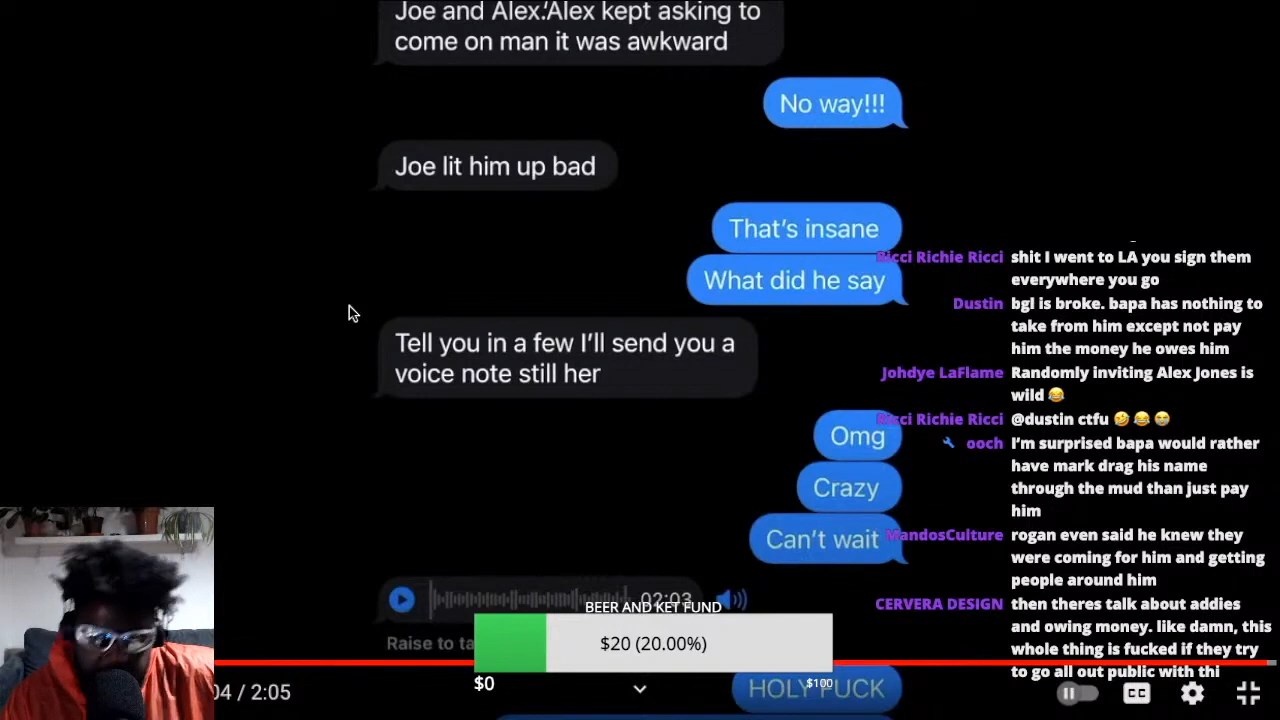 Joe and Alex.'Alex kept asking to
come on man it was awkward
No way!!!
Joe lit him up bad
That's insane
What did he say
Tell you in a few I'll send you a
voice note still her
Omg
Crazy
Can't wait
02:03
Raise to ta
HOLY FUCK
Ricci Richie Ricci shit I went to LA you sign them
everywhere you go
Dustin bgl is broke. bapa has nothing to
take from him except not pay
him the money he owes him
Johdye LaFlame Randomly inviting Alex Jones is
wild 😂
Ricci Richie Ricci @dustin ctfu 🤣 😂 😭
ooch I'm surprised bapa would rather
have mark drag his name
through the mud than just pay
him
MandosCulture rogan even said he knew they
were coming for him and getting
people around him
CERVERA DESIGN then theres talk about addies
and owing money. like damn, this
whole thing is fucked if they try
to go all out public with thi
BEER AND KET FUND
$20 (20.00%)
$0
$100
04 / 2:05
CC